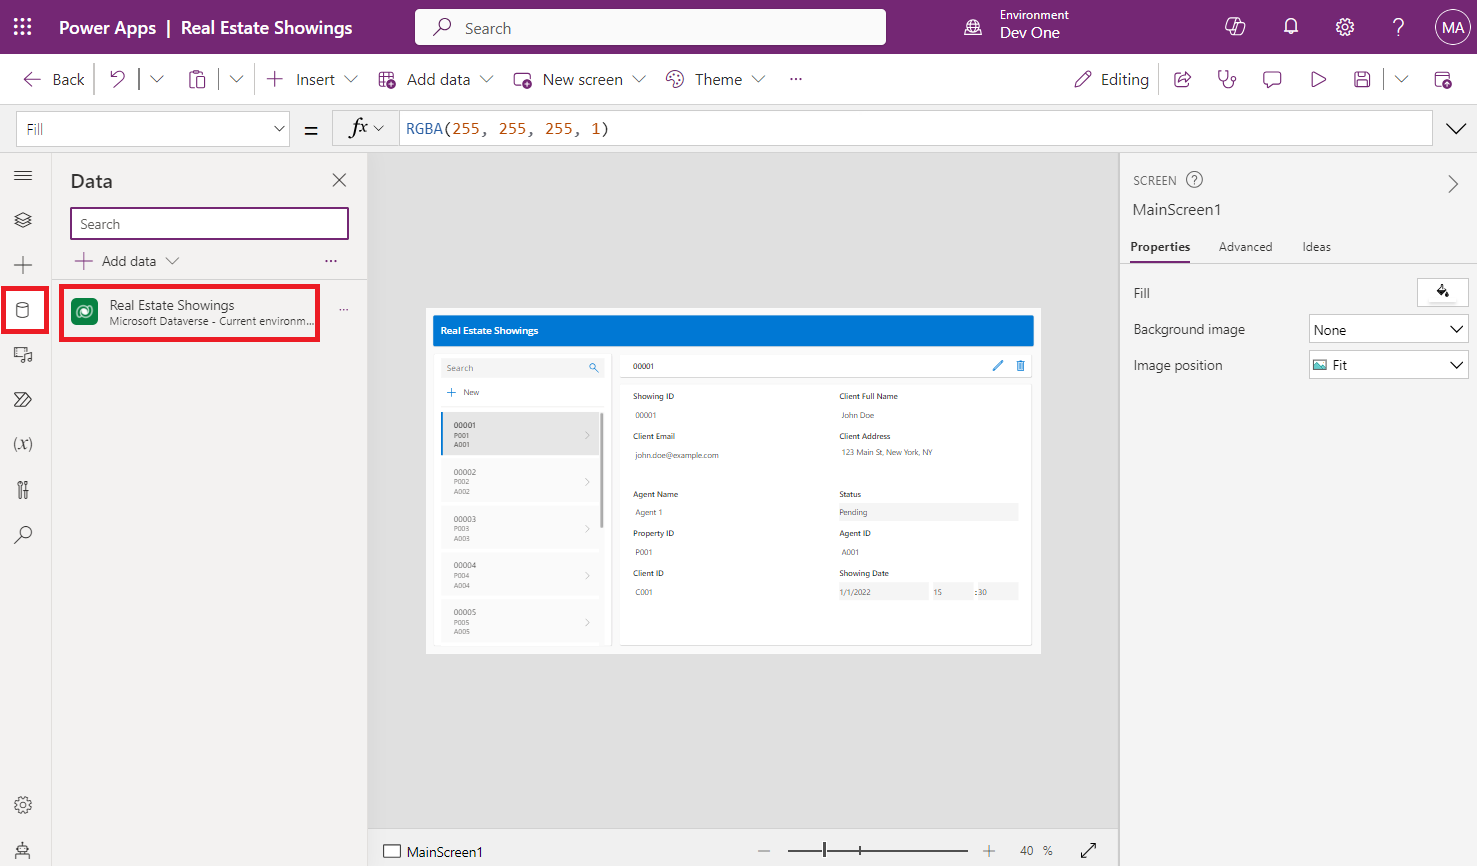 Power Apps | Real Estate Showings
Search
Environment
Dev One
MA
Back
Insert
Add data
New screen
Theme
...
Editing
Fill
=
fx
RGBA(255, 255, 255, 1)
Data
Search
Add data
...
Real Estate Showings
Microsoft Dataverse - Current environm...
...
(x)
Real Estate Showings
Search
New
00001
P001
A001
00002
P002
A002
00003
P003
A003
00004
P004
A004
00005
P005
A005
00001
Showing ID
00001
Client Full Name
John Doe
Client Email
john.doe@example.com
Client Address
123 Main St, New York, NY
Agent Name
Agent 1
Status
Pending
Property ID
P001
Agent ID
A001
Client ID
C001
Showing Date
1/1/2022 15 :30
SCREEN
MainScreen1
Properties Advanced Ideas
Fill
Background image None
Image position Fit
MainScreen1
40 %